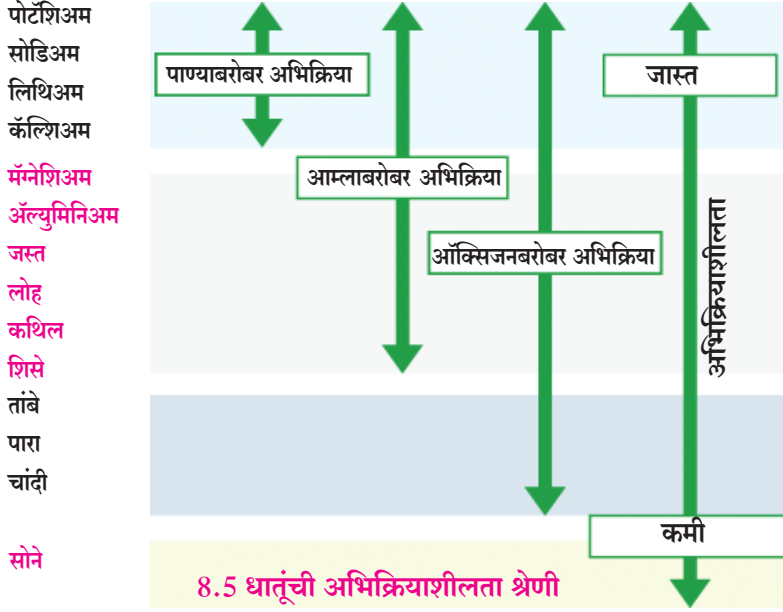 पोटॅशिअम
सोडिअम
लिथिअम
कॅल्शिअम
मॅग्नेशिअम
ॲल्युमिनिअम
जस्त
लोह
कथिल
शिसे
तांबे
पारा
चांदी
सोने
पाण्याबरोबर अभिक्रिया
आम्लाबरोबर अभिक्रिया
ऑक्सिजनबरोबर अभिक्रिया
जास्त
अभिक्रियाशीलता
कमी
8.5 धातूंची अभिक्रियाशीलता श्रेणी